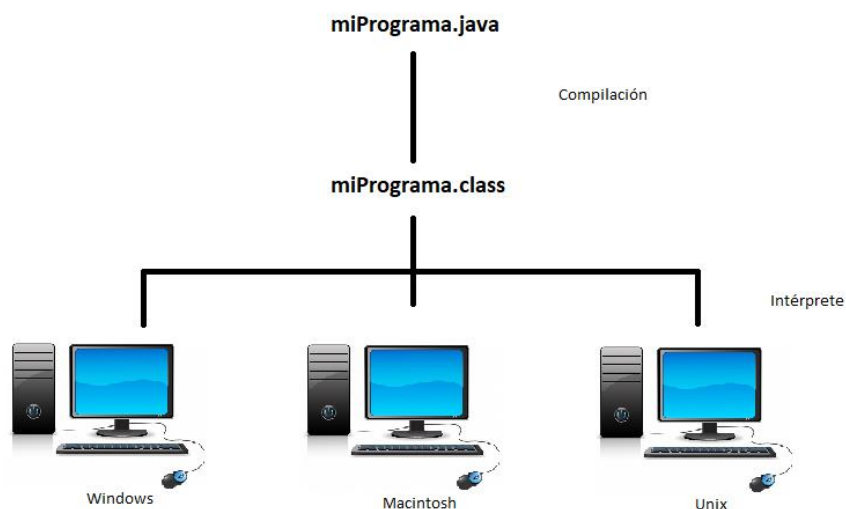 miPrograma.java
Compilación
miPrograma.class
Intérprete
Windows
Macintosh
Unix